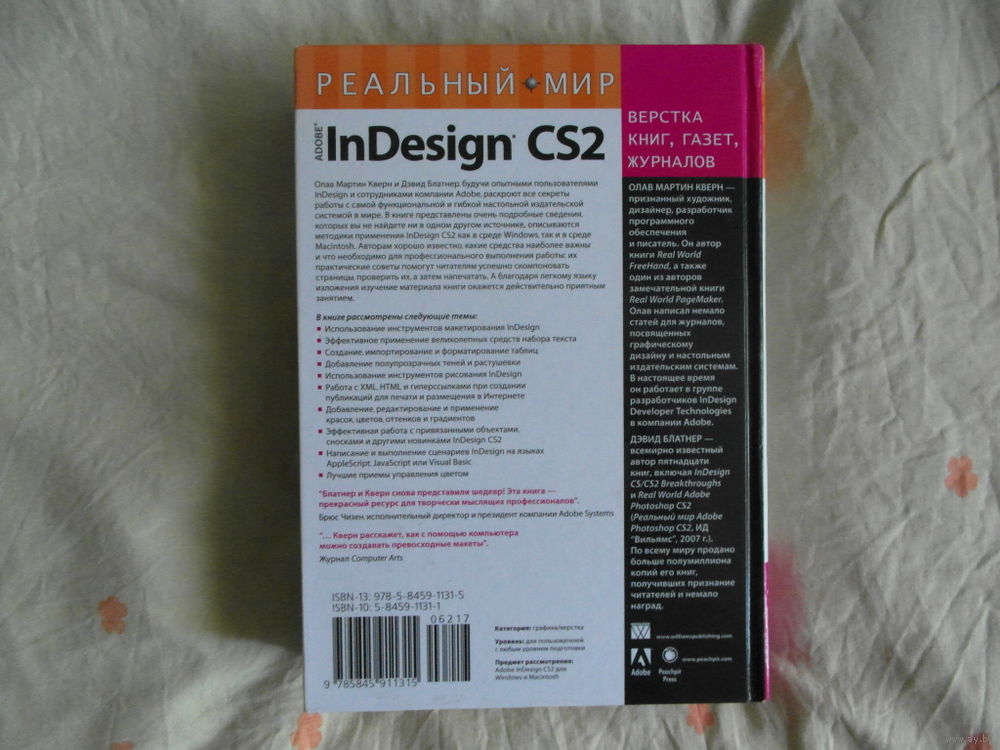 РЕАЛЬНЫЙ МИР
ADOBE® InDesign® CS2
Олав Мартин Кверн и Дэвид Блатнер, будучи опытными пользователями
InDesign и сотрудниками компании Adobe, раскроют все секреты
работы с самой функциональной и гибкой настольной издательской
системой в мире. В книге представлены очень подробные сведения,
которых вы не найдете ни в одном другом источнике, описываются
методики применения InDesign CS2 как в среде Windows, так и в среде
Macintosh. Авторам хорошо известно, какие средства наиболее важны
и что необходимо для профессионального выполнения работы: их
практические советы помогут читателям успешно скомпоновать
страницы, проверить их, а затем напечатать. А благодаря легкому языку
изложения изучение материала книги окажется действительно приятным
занятием.
В книге рассмотрены следующие темы:
Использование инструментов макетирования InDesign
Эффективное применение великолепных средств набора текста
Создание, импортирование и форматирование таблиц
Добавление полупрозрачных теней и растушевки
Использование инструментов рисования InDesign
Работа с XML, HTML и гиперссылками при создании
публикаций для печати и размещения в Интернете
Добавление, редактирование и применение
красок, цветов, оттенков и градиентов
Эффективная работа с привязанными объектами,
сносками и другими новинками InDesign CS2
Написание и выполнение сценариев InDesign на языках
AppleScript, JavaScript или Visual Basic
Лучшие приемы управления цветом
"Блатнер и Кверн снова представили шедевр! Эта книга —
прекрасный ресурс для творчески мыслящих профессионалов".
Брюс Чизен, исполнительный директор и президент компании Adobe Systems
"... Кверн расскажет, как с помощью компьютера
можно создавать превосходные макеты".
Журнал Computer Arts
ISBN-13: 978-5-8459-1131-5
ISBN-10: 5-8459-1131-1
06217
9 785845 911315
Категория: графика/верстка
Уровень: для пользователей
с любым уровнем подготовки
Предмет рассмотрения:
Adobe InDesign CS2 для
Windows и Macintosh
ВЕРСТКА
КНИГ, ГАЗЕТ,
ЖУРНАЛОВ
ОЛАВ МАРТИН КВЕРН —
признанный художник,
дизайнер, разработчик
программного
обеспечения
и писатель. Он автор
книги Real World
FreeHand, а также
один из авторов
замечательной книги
Real World PageMaker.
Олав написал немало
статей для журналов,
посвященных
графическому
дизайну и настольным
издательским системам.
В настоящее время
он работает в группе
разработчиков InDesign
Developer Technologies
в компании Adobe.
ДЭВИД БЛАТНЕР —
всемирно известный
автор пятнадцати
книг, включая InDesign
CS/CS2 Breakthroughs
и Real World Adobe
Photoshop CS2
(Реальный мир Adobe
Photoshop CS2, ИД
"Вильямс", 2007 г.).
По всему миру продано
больше полумиллиона
копий его книг,
получивших признание
читателей и немало
наград.
www.williamspublishing.com
Adobe
Peachpit
Press
www.peachpit.com
www.ay.by